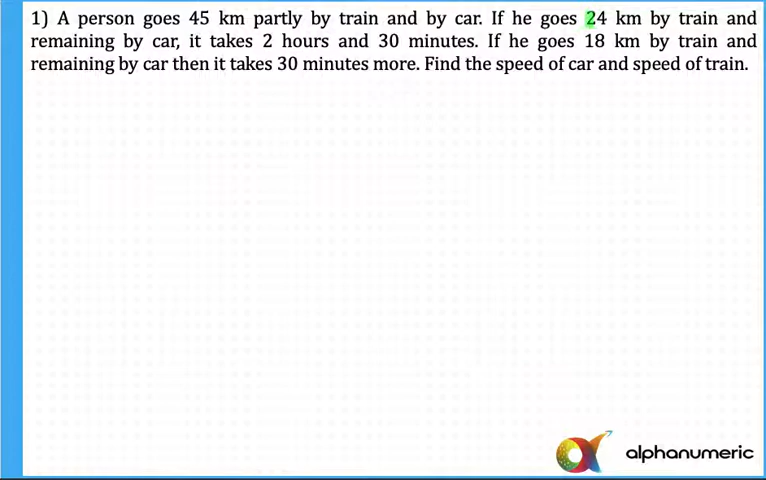 1) A person goes 45 km partly by train and by car. If he goes 24 km by train and
remaining by car, it takes 2 hours and 30 minutes. If he goes 18 km by train and
remaining by car then it takes 30 minutes more. Find the speed of car and speed of train.
alphanumeric